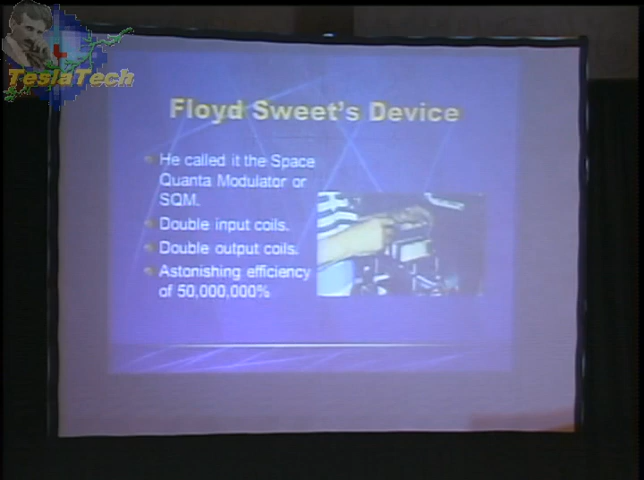 TeslaTech
Floyd Sweet's Device
He called it the Space
Quanta Modulator or
SQM.
Double input coils.
Double output coils.
Astonishing efficiency
of 50,000,000%